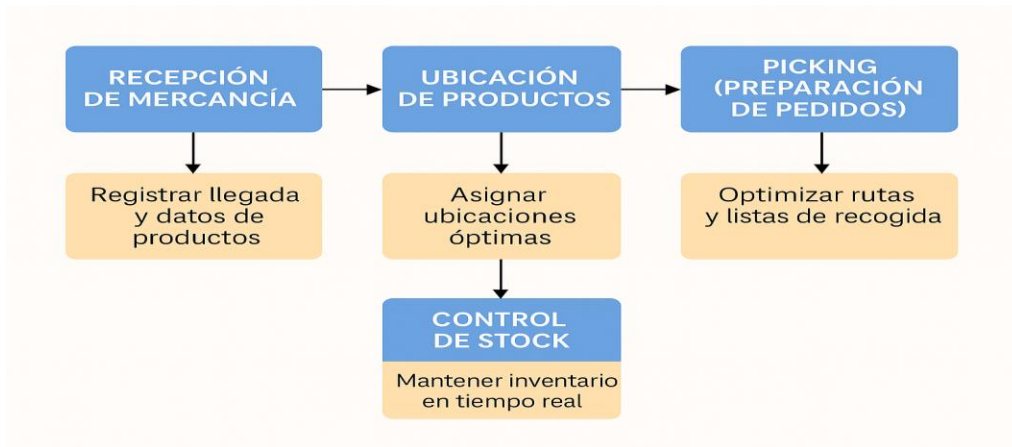 RECEPCIÓN
DE MERCANCÍA
UBICACIÓN
DE PRODUCTOS
PICKING
(PREPARACIÓN
DE PEDIDOS)
Registrar llegada
y datos de
productos
Asignar
ubicaciones
óptimas
Optimizar rutas
y listas de recogida
CONTROL
DE STOCK
Mantener inventario
en tiempo real